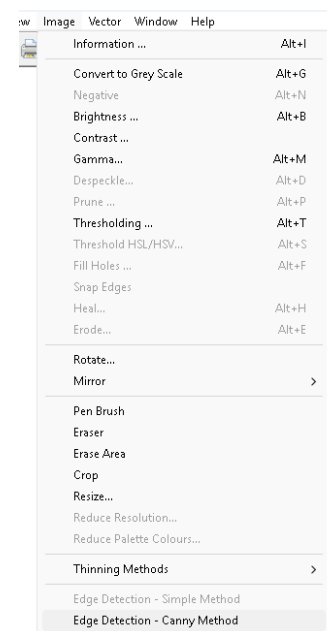 ew Image Vector Window Help
Information ... Alt+I
Convert to Grey Scale Alt+G
Negative Alt+N
Brightness ... Alt+B
Contrast ...
Gamma... Alt+M
Despeckle... Alt+D
Prune ... Alt+P
Thresholding ... Alt+T
Threshold HSL/HSV... Alt+S
Fill Holes ... Alt+F
Snap Edges
Heal... Alt+H
Erode... Alt+E
Rotate...
Mirror
Pen Brush
Eraser
Erase Area
Crop
Resize...
Reduce Resolution...
Reduce Palette Colours...
Thinning Methods
Edge Detection - Simple Method
Edge Detection - Canny Method